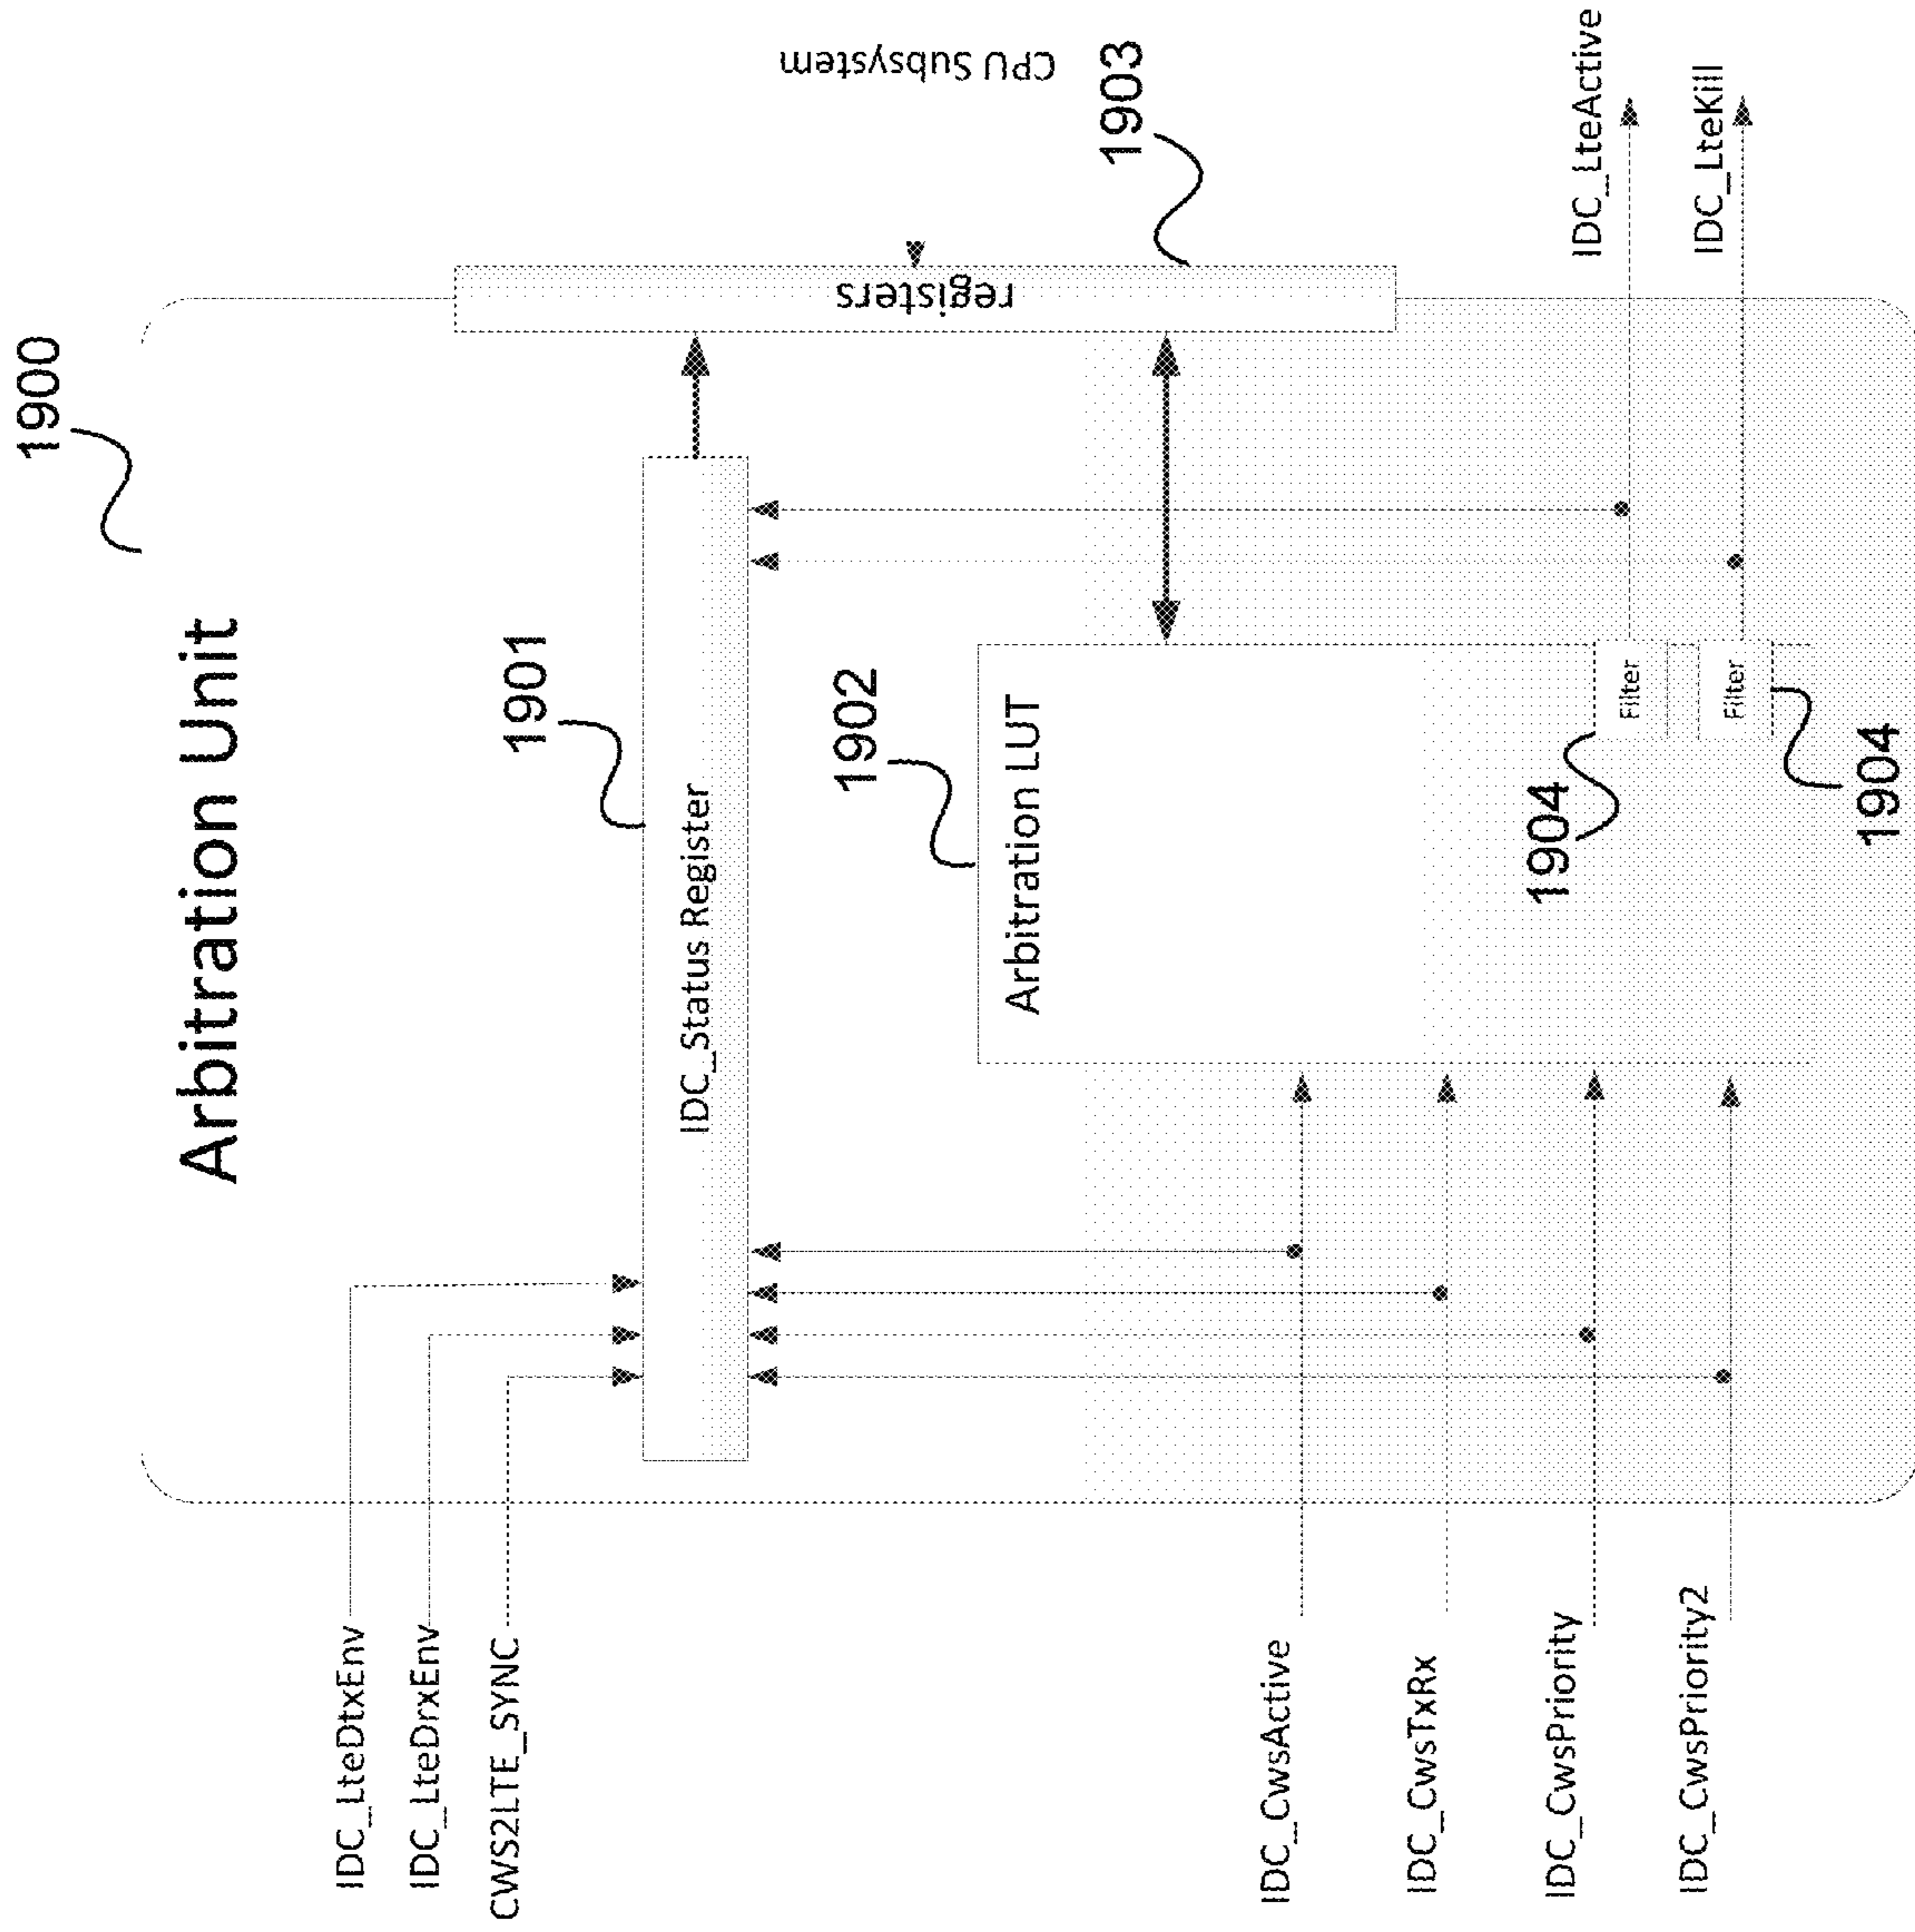 1900
Arbitration Unit
IDC_LteDtxEnv
IDC_LteDrxEnv
CWS2LTE_SYNC
1901
IDC_Status Register
registers
CPU Subsystem
1903
1902
Arbitration LUT
IDC_CwsActive
IDC_CwsTxRx
IDC_CwsPriority
IDC_CwsPriority2
1904
Filter
IDC_LteActive
Filter
IDC_LteKill
1904